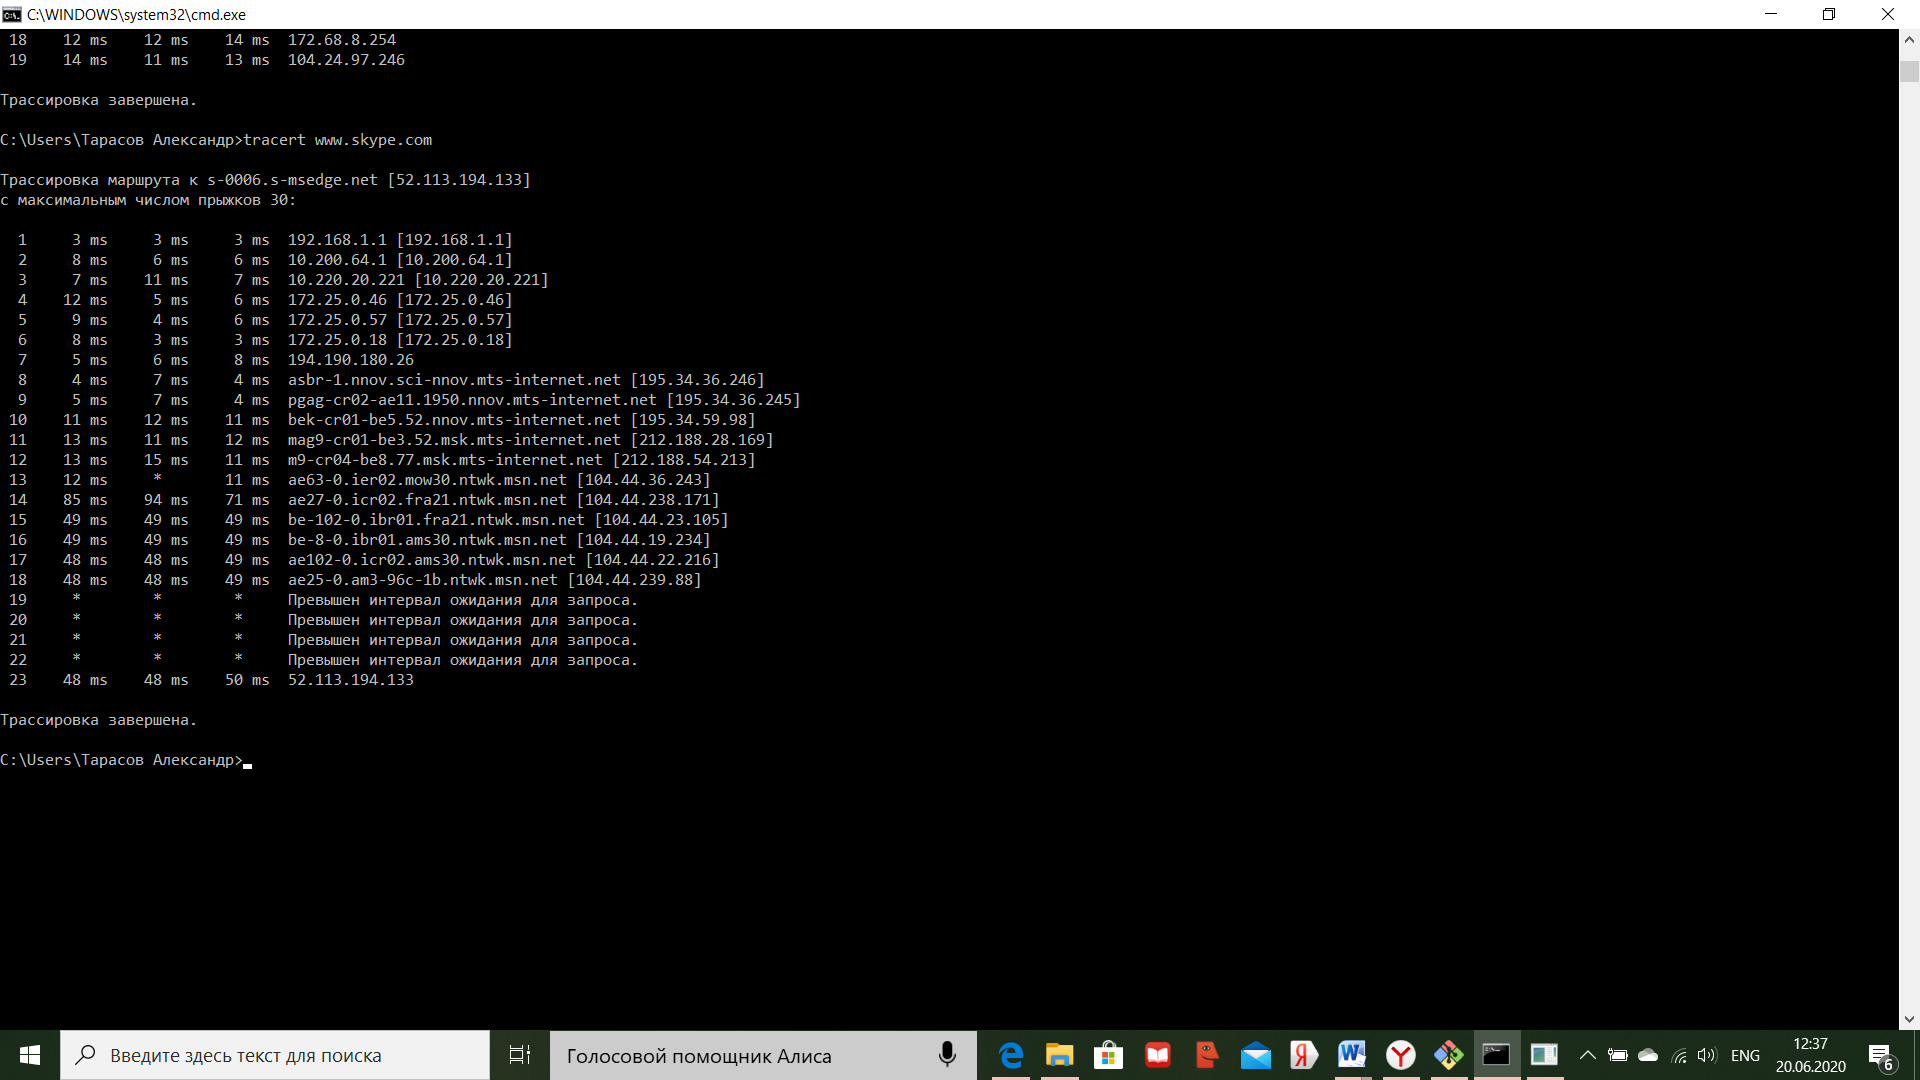 C:\WINDOWS\system32\cmd.exe
18 12 ms 12 ms 14 ms 172.68.8.254
19 14 ms 11 ms 13 ms 104.24.97.246
Трассировка завершена.
C:\Users\Тарасов Александр>tracert www.skype.com
Трассировка маршрута к s-0006.s-msedge.net [52.113.194.133]
с максимальным числом прыжков 30:
1 3 ms 3 ms 3 ms 192.168.1.1 [192.168.1.1]
2 8 ms 6 ms 6 ms 10.200.64.1 [10.200.64.1]
3 7 ms 11 ms 7 ms 10.220.20.221 [10.220.20.221]
4 12 ms 5 ms 6 ms 172.25.0.46 [172.25.0.46]
5 9 ms 4 ms 6 ms 172.25.0.57 [172.25.0.57]
6 8 ms 3 ms 3 ms 172.25.0.18 [172.25.0.18]
7 5 ms 6 ms 8 ms 194.190.180.26
8 4 ms 7 ms 4 ms asbr-1.nnov.sci-nnov.mts-internet.net [195.34.36.246]
9 5 ms 7 ms 4 ms pgag-cr02-ae11.1950.nnov.mts-internet.net [195.34.36.245]
10 11 ms 12 ms 11 ms bek-cr01-be5.52.nnov.mts-internet.net [195.34.59.98]
11 13 ms 11 ms 12 ms mag9-cr01-be3.52.msk.mts-internet.net [212.188.28.169]
12 13 ms 15 ms 11 ms m9-cr04-be8.77.msk.mts-internet.net [212.188.54.213]
13 12 ms * 11 ms ae63-0.ier02.mow30.ntwk.msn.net [104.44.36.243]
14 85 ms 94 ms 71 ms ae27-0.icr02.fra21.ntwk.msn.net [104.44.238.171]
15 49 ms 49 ms 49 ms be-102-0.ibr01.fra21.ntwk.msn.net [104.44.23.105]
16 49 ms 49 ms 49 ms be-8-0.ibr01.ams30.ntwk.msn.net [104.44.19.234]
17 48 ms 48 ms 49 ms ae102-0.icr02.ams30.ntwk.msn.net [104.44.22.216]
18 48 ms 48 ms 49 ms ae25-0.am3-96c-1b.ntwk.msn.net [104.44.239.88]
19 * * * Превышен интервал ожидания для запроса.
20 * * * Превышен интервал ожидания для запроса.
21 * * * Превышен интервал ожидания для запроса.
22 * * * Превышен интервал ожидания для запроса.
23 48 ms 48 ms 50 ms 52.113.194.133
Трассировка завершена.
C:\Users\Тарасов Александр>
Введите здесь текст для поиска
Голосовой помощник Алиса
ENG
12:37
20.06.2020
6